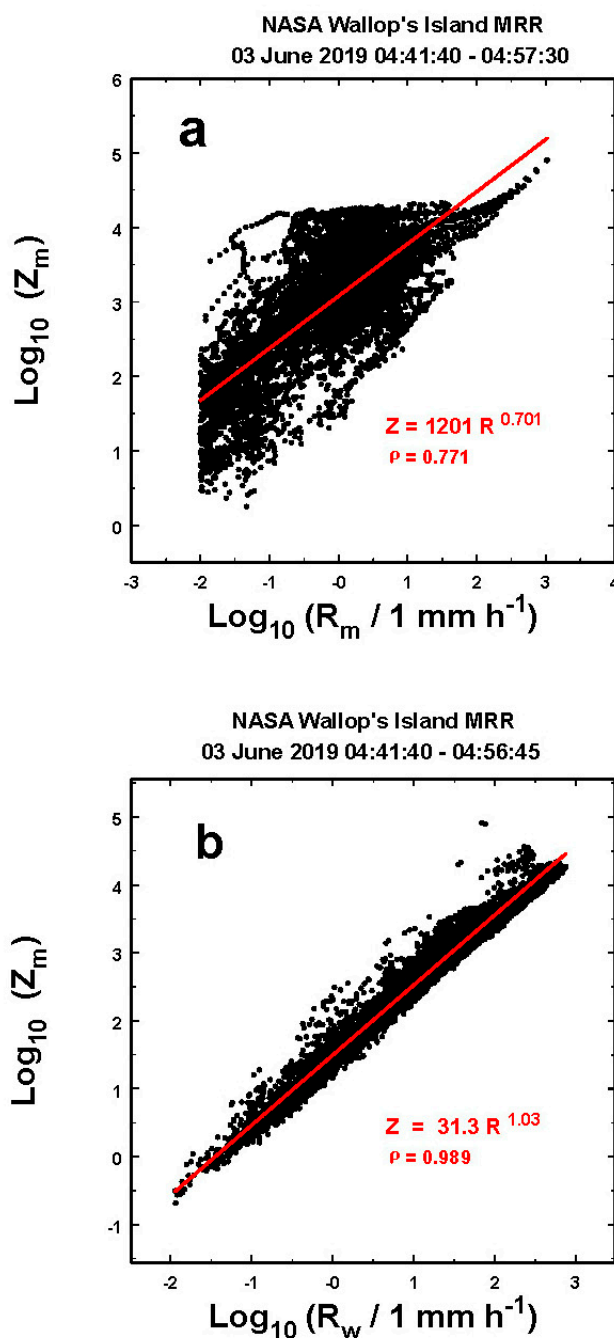 NASA Wallop's Island MRR
03 June 2019 04:41:40 - 04:57:30
6
a
5
4
3
2
1
0
Log10 (Zm)
Z = 1201 R 0.701
ρ = 0.771
-3 -2 -1 -0 1 2 3 4
Log10 (Rm / 1 mm h-1)
NASA Wallop's Island MRR
03 June 2019 04:41:40 - 04:56:45
b
5
4
3
2
1
0
-1
Log10 (Zm)
Z = 31.3 R 1.03
ρ = 0.989
-2 -1 -0 1 2 3
Log10 (Rw / 1 mm h-1)